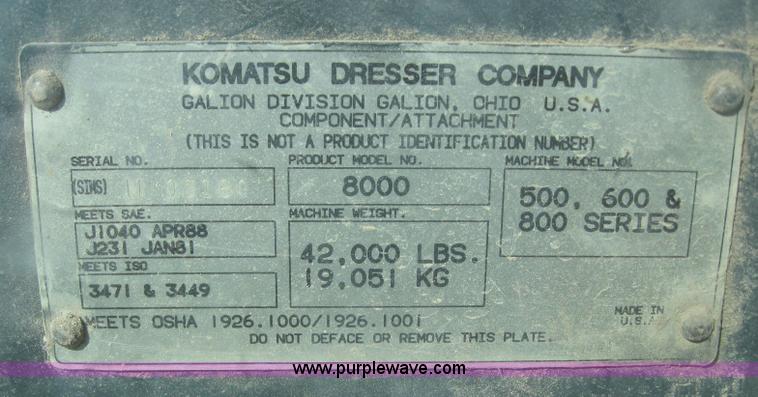 KOMATSU DRESSER COMPANY
GALION DIVISION GALION, OHIO U.S.A.
COMPONENT/ATTACHMENT
(THIS IS NOT A PRODUCT IDENTIFICATION NUMBER)
SERIAL NO.
(SIMS)
PRODUCT MODEL NO.
8000
MACHINE MODEL NO.
500, 600 &
800 SERIES
MEETS SAE.
J1040 APR88
J231 JAN81
MACHINE WEIGHT.
42,000 LBS.
19,051 KG
MEETS ISO
3471 & 3449
MEETS OSHA 1926.1000/1926.1001
MADE IN
U.S.A.
DO NOT DEFACE OR REMOVE THIS PLATE.
www.purplewave.com